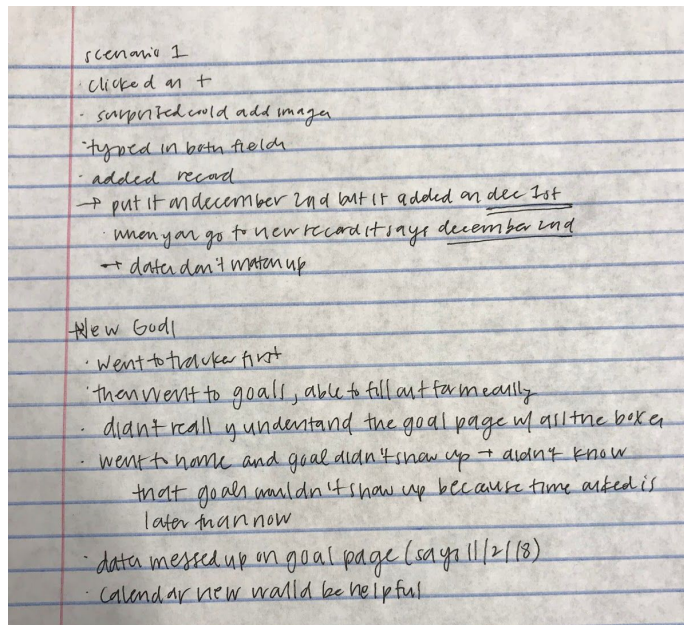 scenario 1
· clicked on +
· surprised could add images
· typed in both fields
· added record
→ put it on december 2nd but it added on dec 1st
· when you go to new record it says december 2nd
→ dates don't match up
New Goal
· went to tracker first
· then went to goals, able to fill out form easily
· didn't really understand the goal page w/ all the boxes
· went to home and goal didn't show up → didn't know
that goals wouldn't show up because time asked is
later than now
· dates messed up on goal page (says 11/2/18)
· calendar view would be helpful